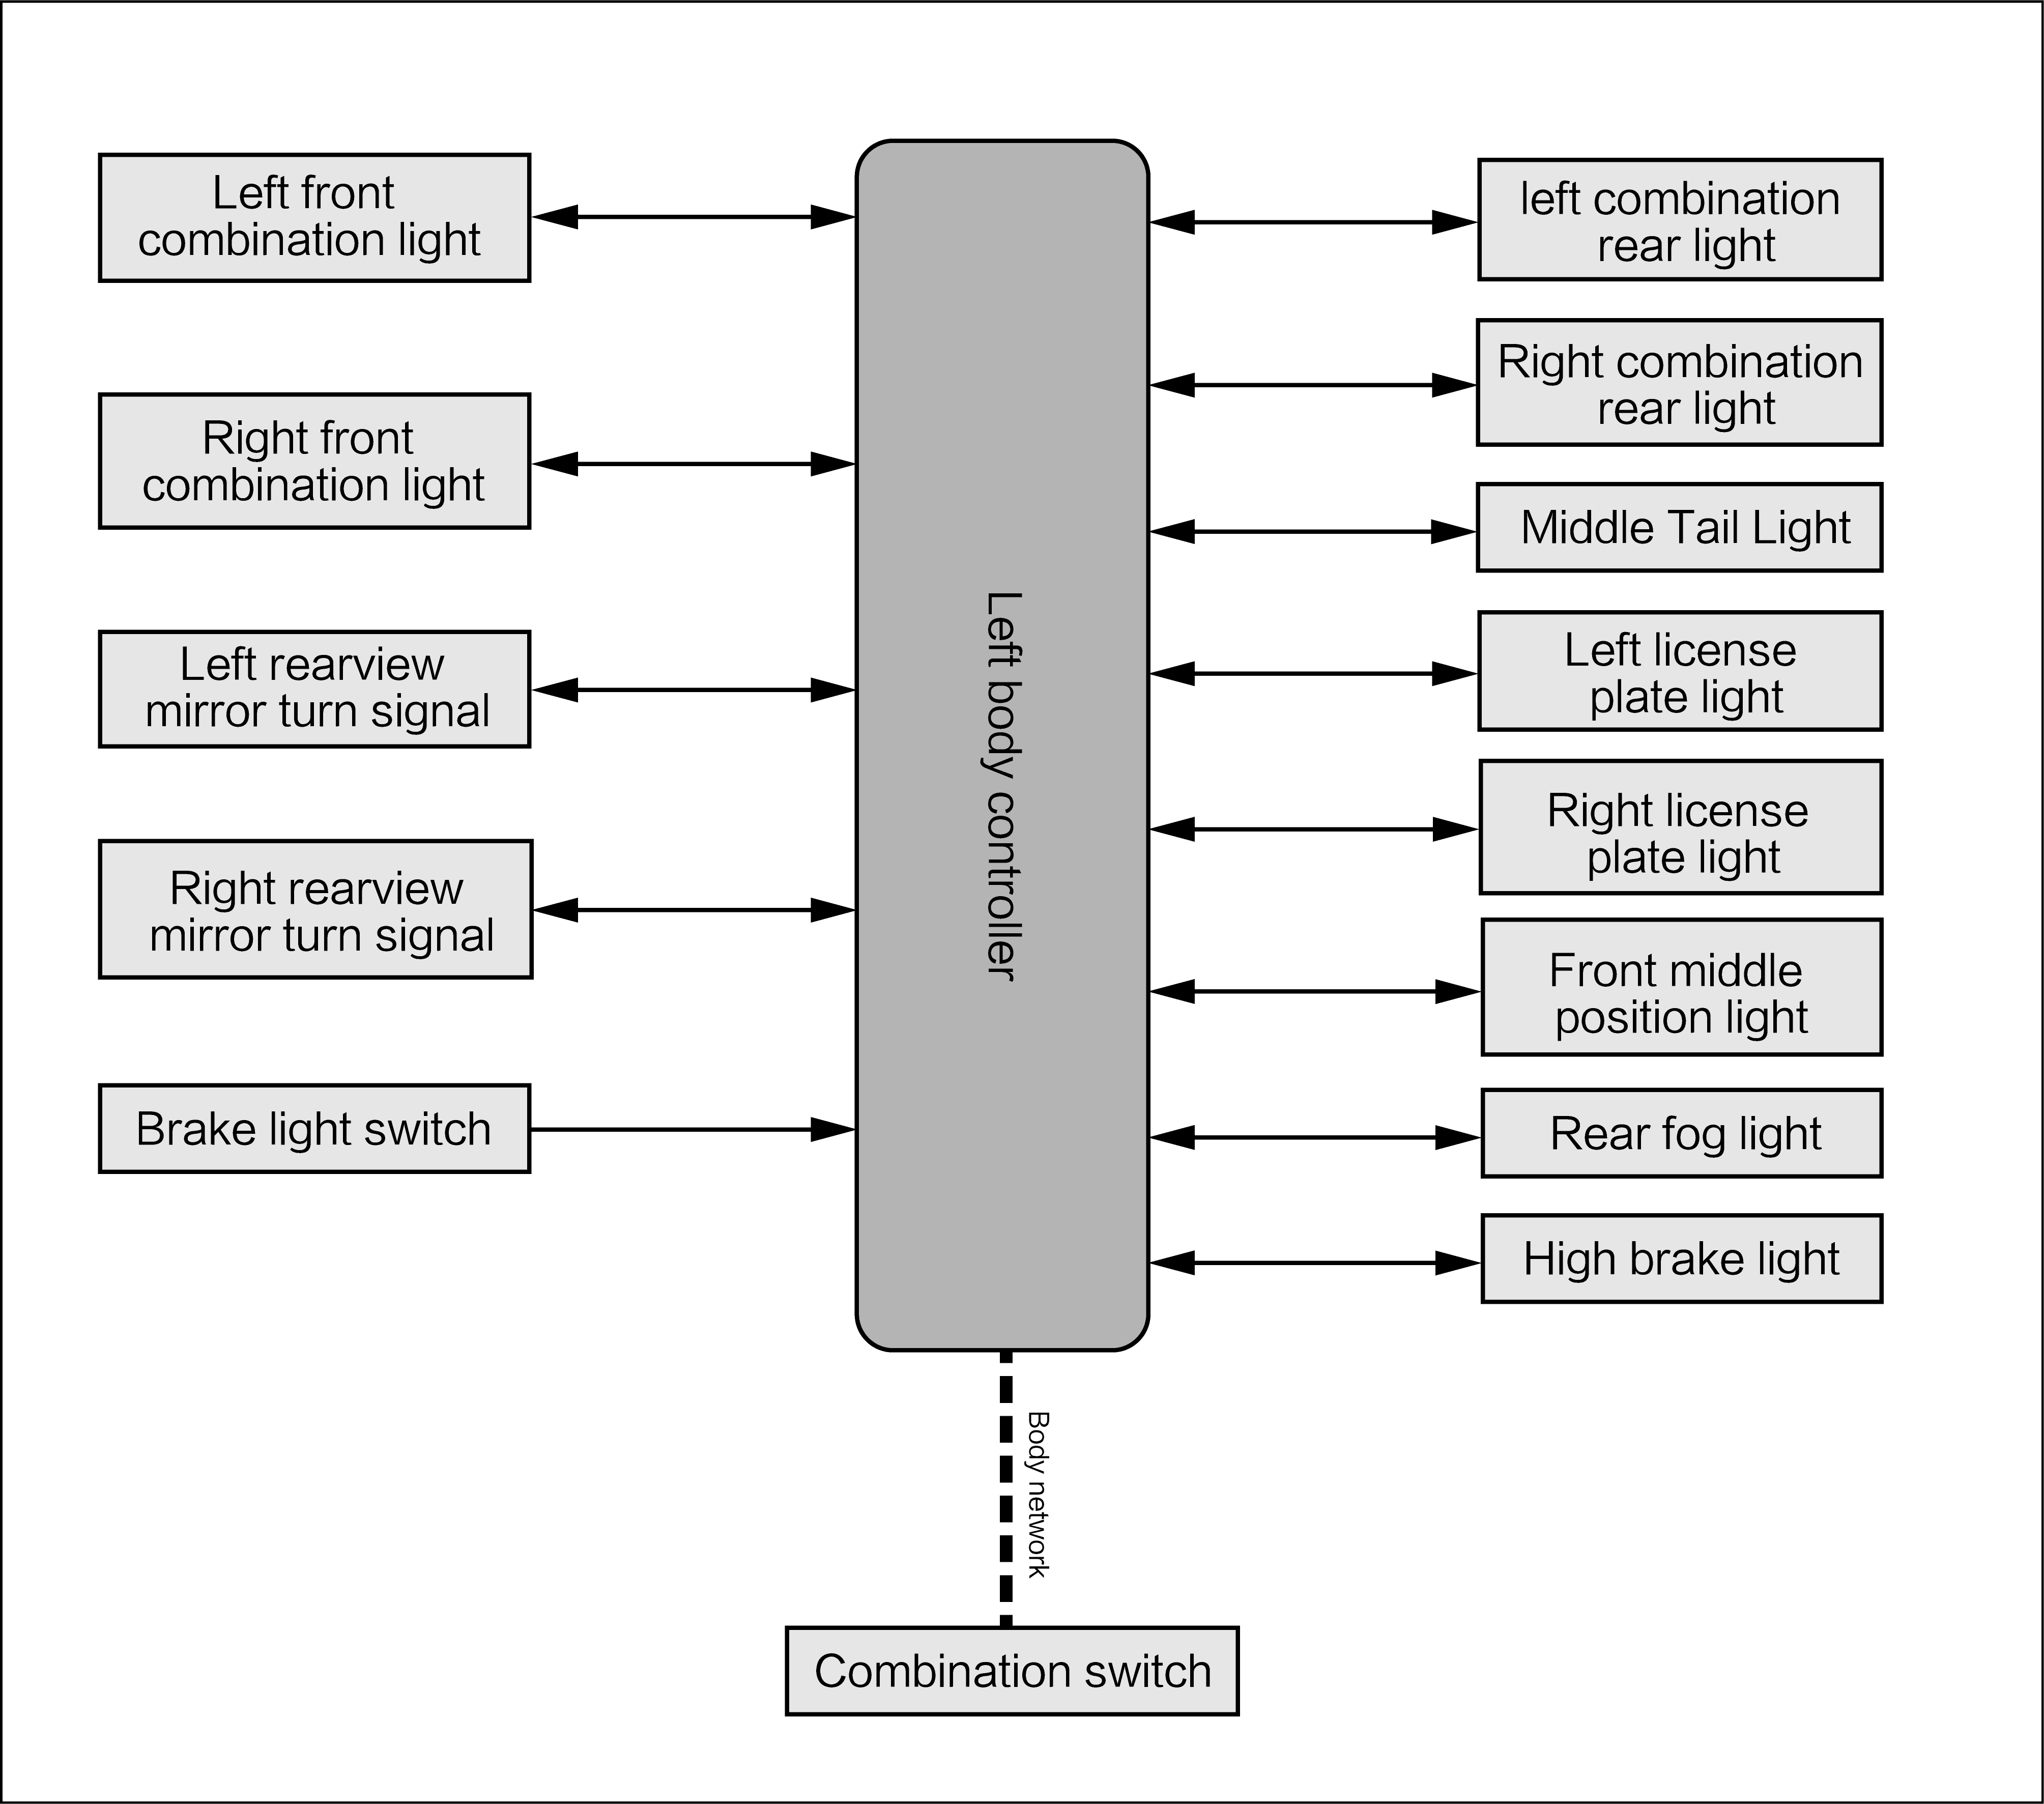 Left front
combination light
Right front
combination light
Left rearview
mirror turn signal
Right rearview
mirror turn signal
Brake light switch
Left body controller
left combination
rear light
Right combination
rear light
Middle Tail Light
Left license
plate light
Right license
plate light
Front middle
position light
Rear fog light
High brake light
Body network
Combination switch